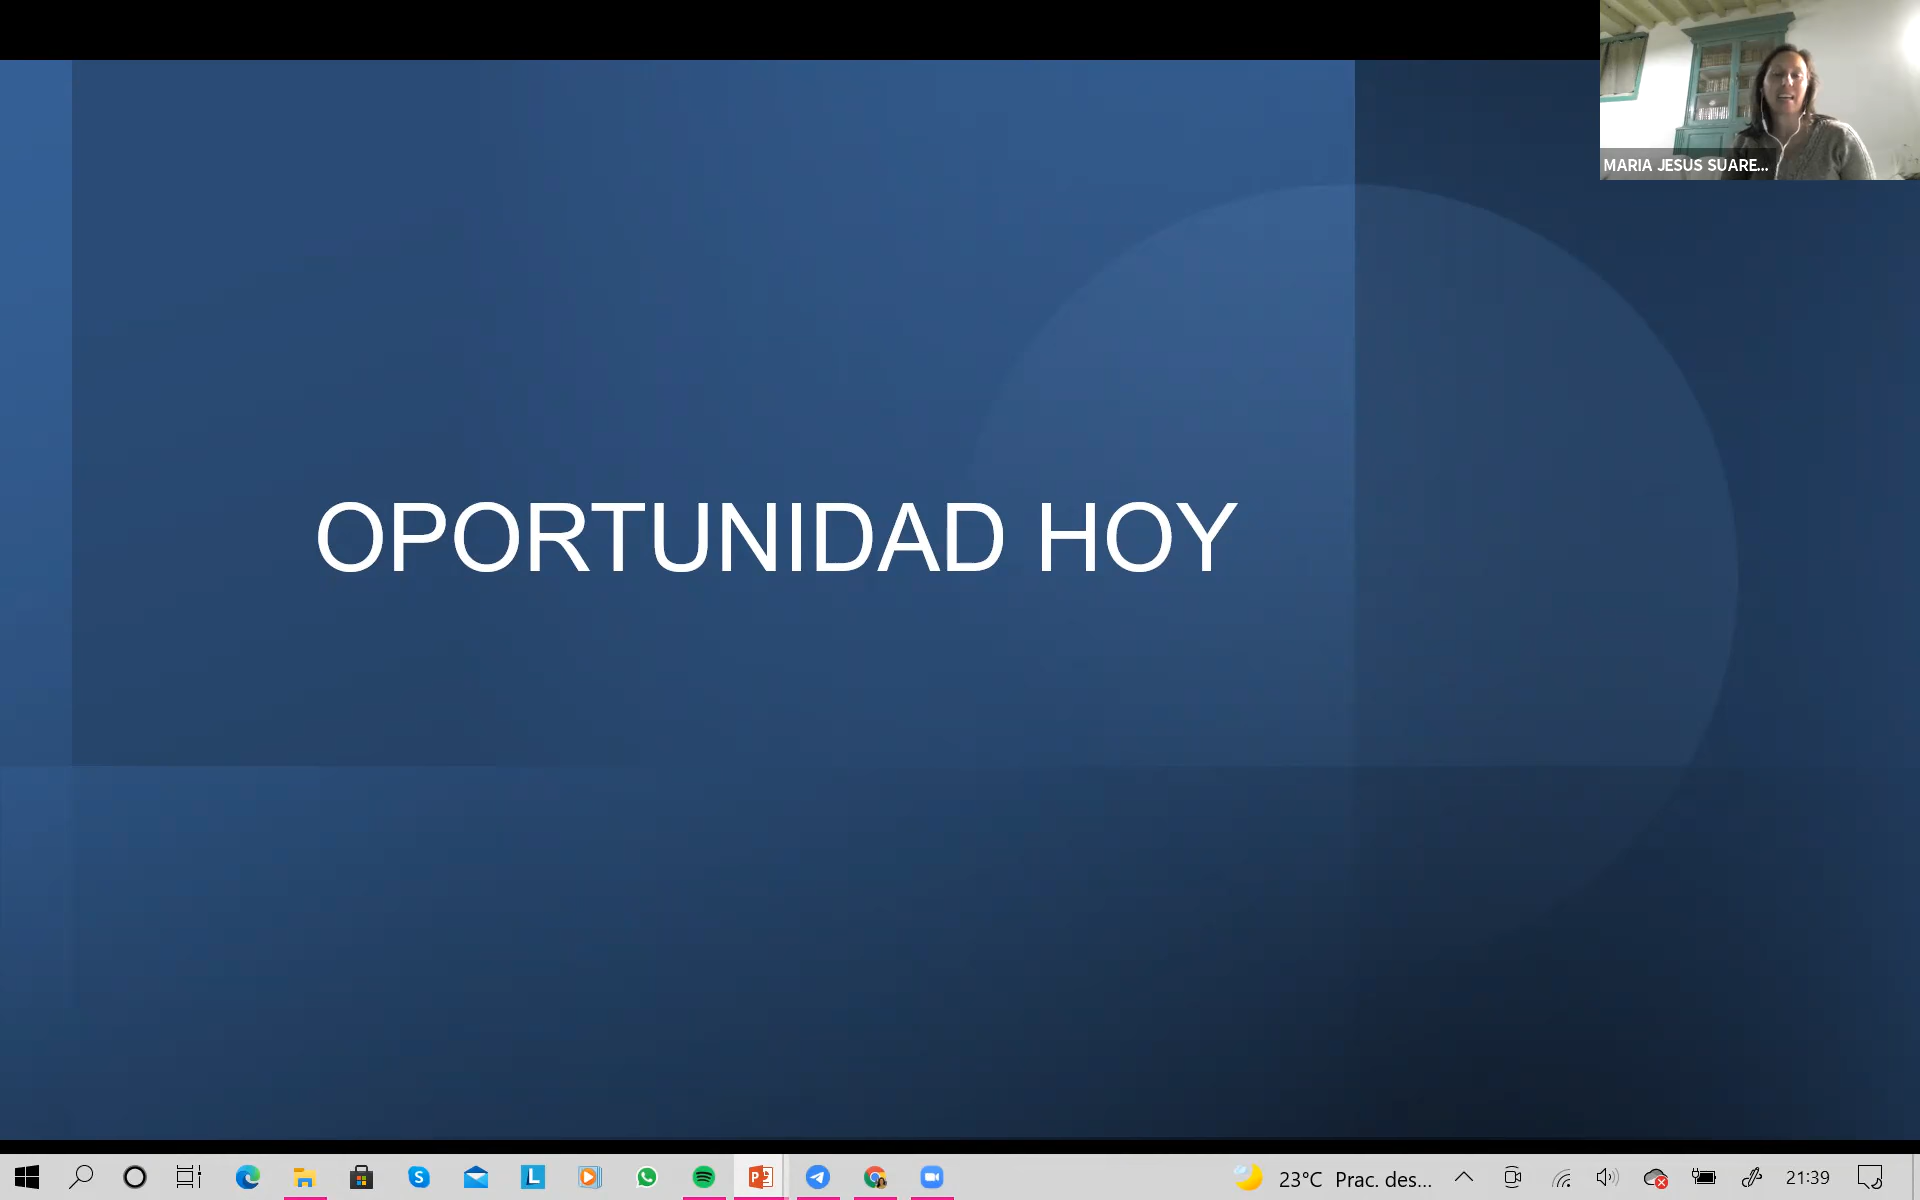 MARIA JESUS SUARE...
OPORTUNIDAD HOY
23°C Prac. des...
21:39